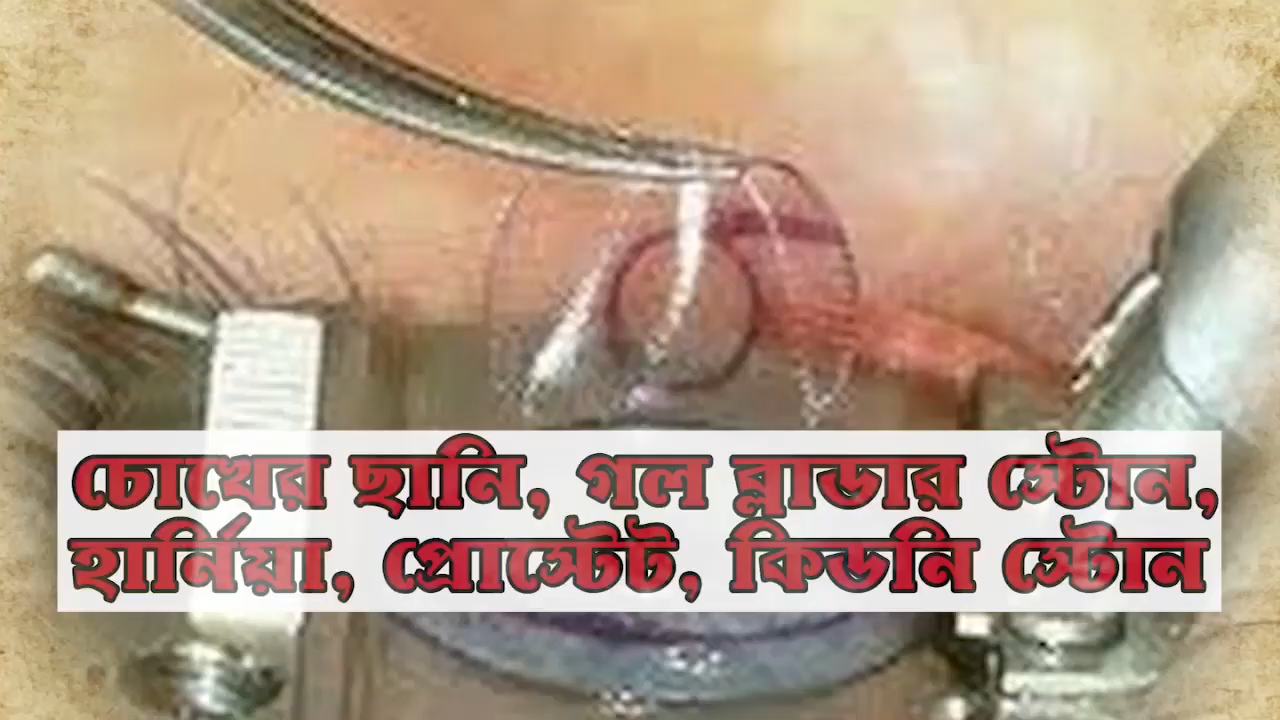 চোখের ছানি, গল ব্লাডার স্টোন,
হার্নিয়া, প্রোস্টেট, কিডনি স্টোন